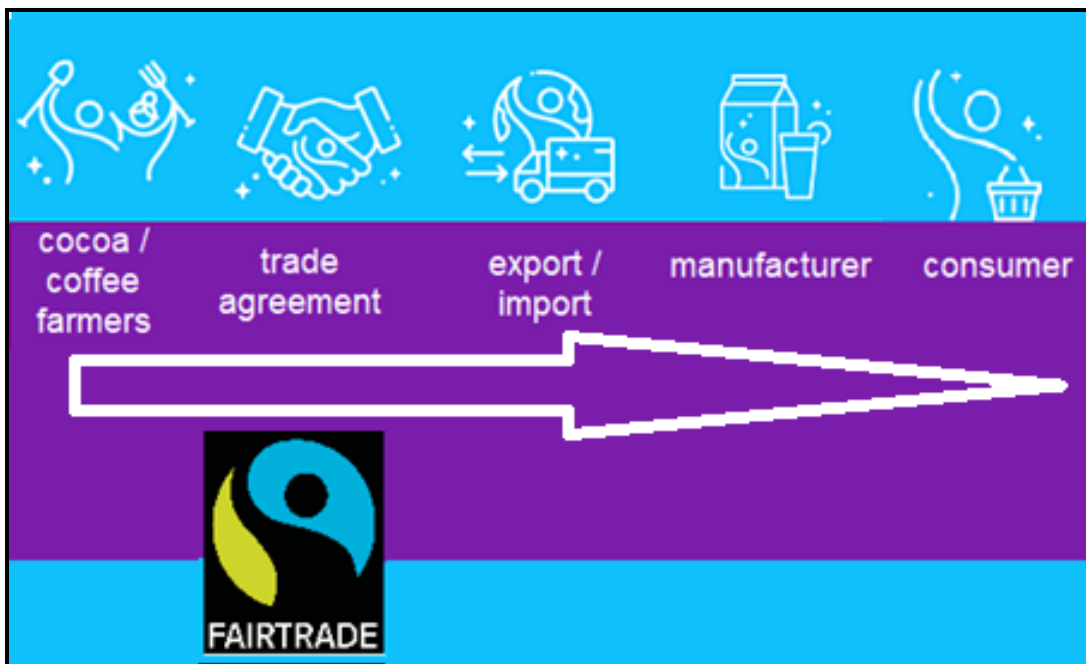 cocoa /
coffee
farmers
trade
agreement
export /
import
manufacturer
consumer
FAIRTRADE